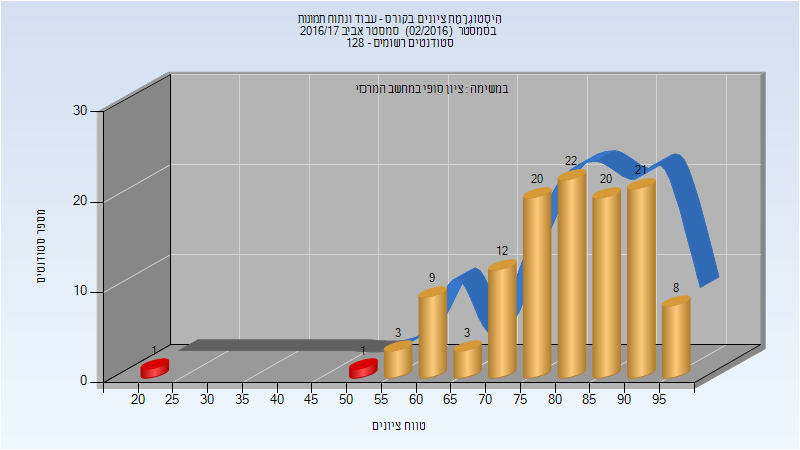 היסטוגרמת ציונים בקורס - עבוד ונתוח תמונות
בסמסטר (02/2016) סמסטר אביב 2016/17
סטודנטים רשומים - 128
במשימה : ציון סופי במחשב המרכזי
30
20
10
0
מספר סטודנטים
1
1
3
9
3
12
20
22
20
21
8
20 25 30 35 40 45 50 55 60 65 70 75 80 85 90 95
טווח ציונים